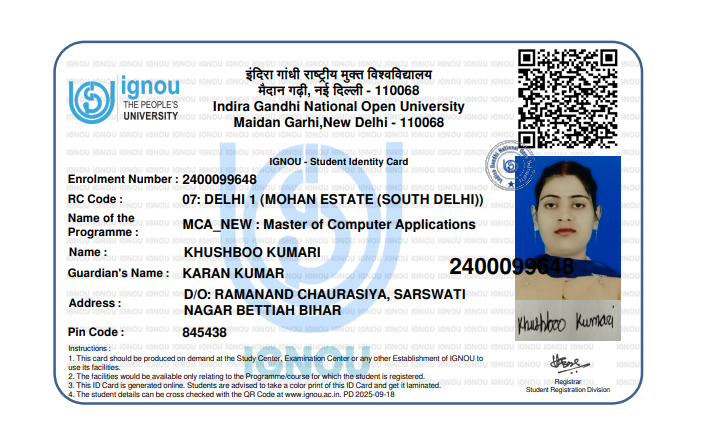 ignou
THE PEOPLE'S
UNIVERSITY
इंदिरा गांधी राष्ट्रीय मुक्त विश्वविद्यालय
मैदान गढ़ी, नई दिल्ली - 110068
Indira Gandhi National Open University
Maidan Garhi,New Delhi - 110068
IGNOU - Student Identity Card
Enrolment Number : 2400099648
RC Code : 07: DELHI 1 (MOHAN ESTATE (SOUTH DELHI))
Name of the
Programme : MCA_NEW : Master of Computer Applications
Name : KHUSHBOO KUMARI
Guardian's Name : KARAN KUMAR
Address : D/O: RAMANAND CHAURASIYA, SARSWATI
NAGAR BETTIAH BIHAR
Pin Code : 845438
2400099648
Khushboo Kumari
IGNOU
Instructions :
1. This card should be produced on demand at the Study Center, Examination Center or any other Establishment of IGNOU to
use its facilities.
2. The facilities would be available only relating to the Programme/course for which the student is registered.
3. This ID Card is generated online. Students are advised to take a color print of this ID Card and get it laminated.
4. The student details can be cross checked with the QR Code at www.ignou.ac.in. PD 2025-09-18
Registrar
Student Registration Division